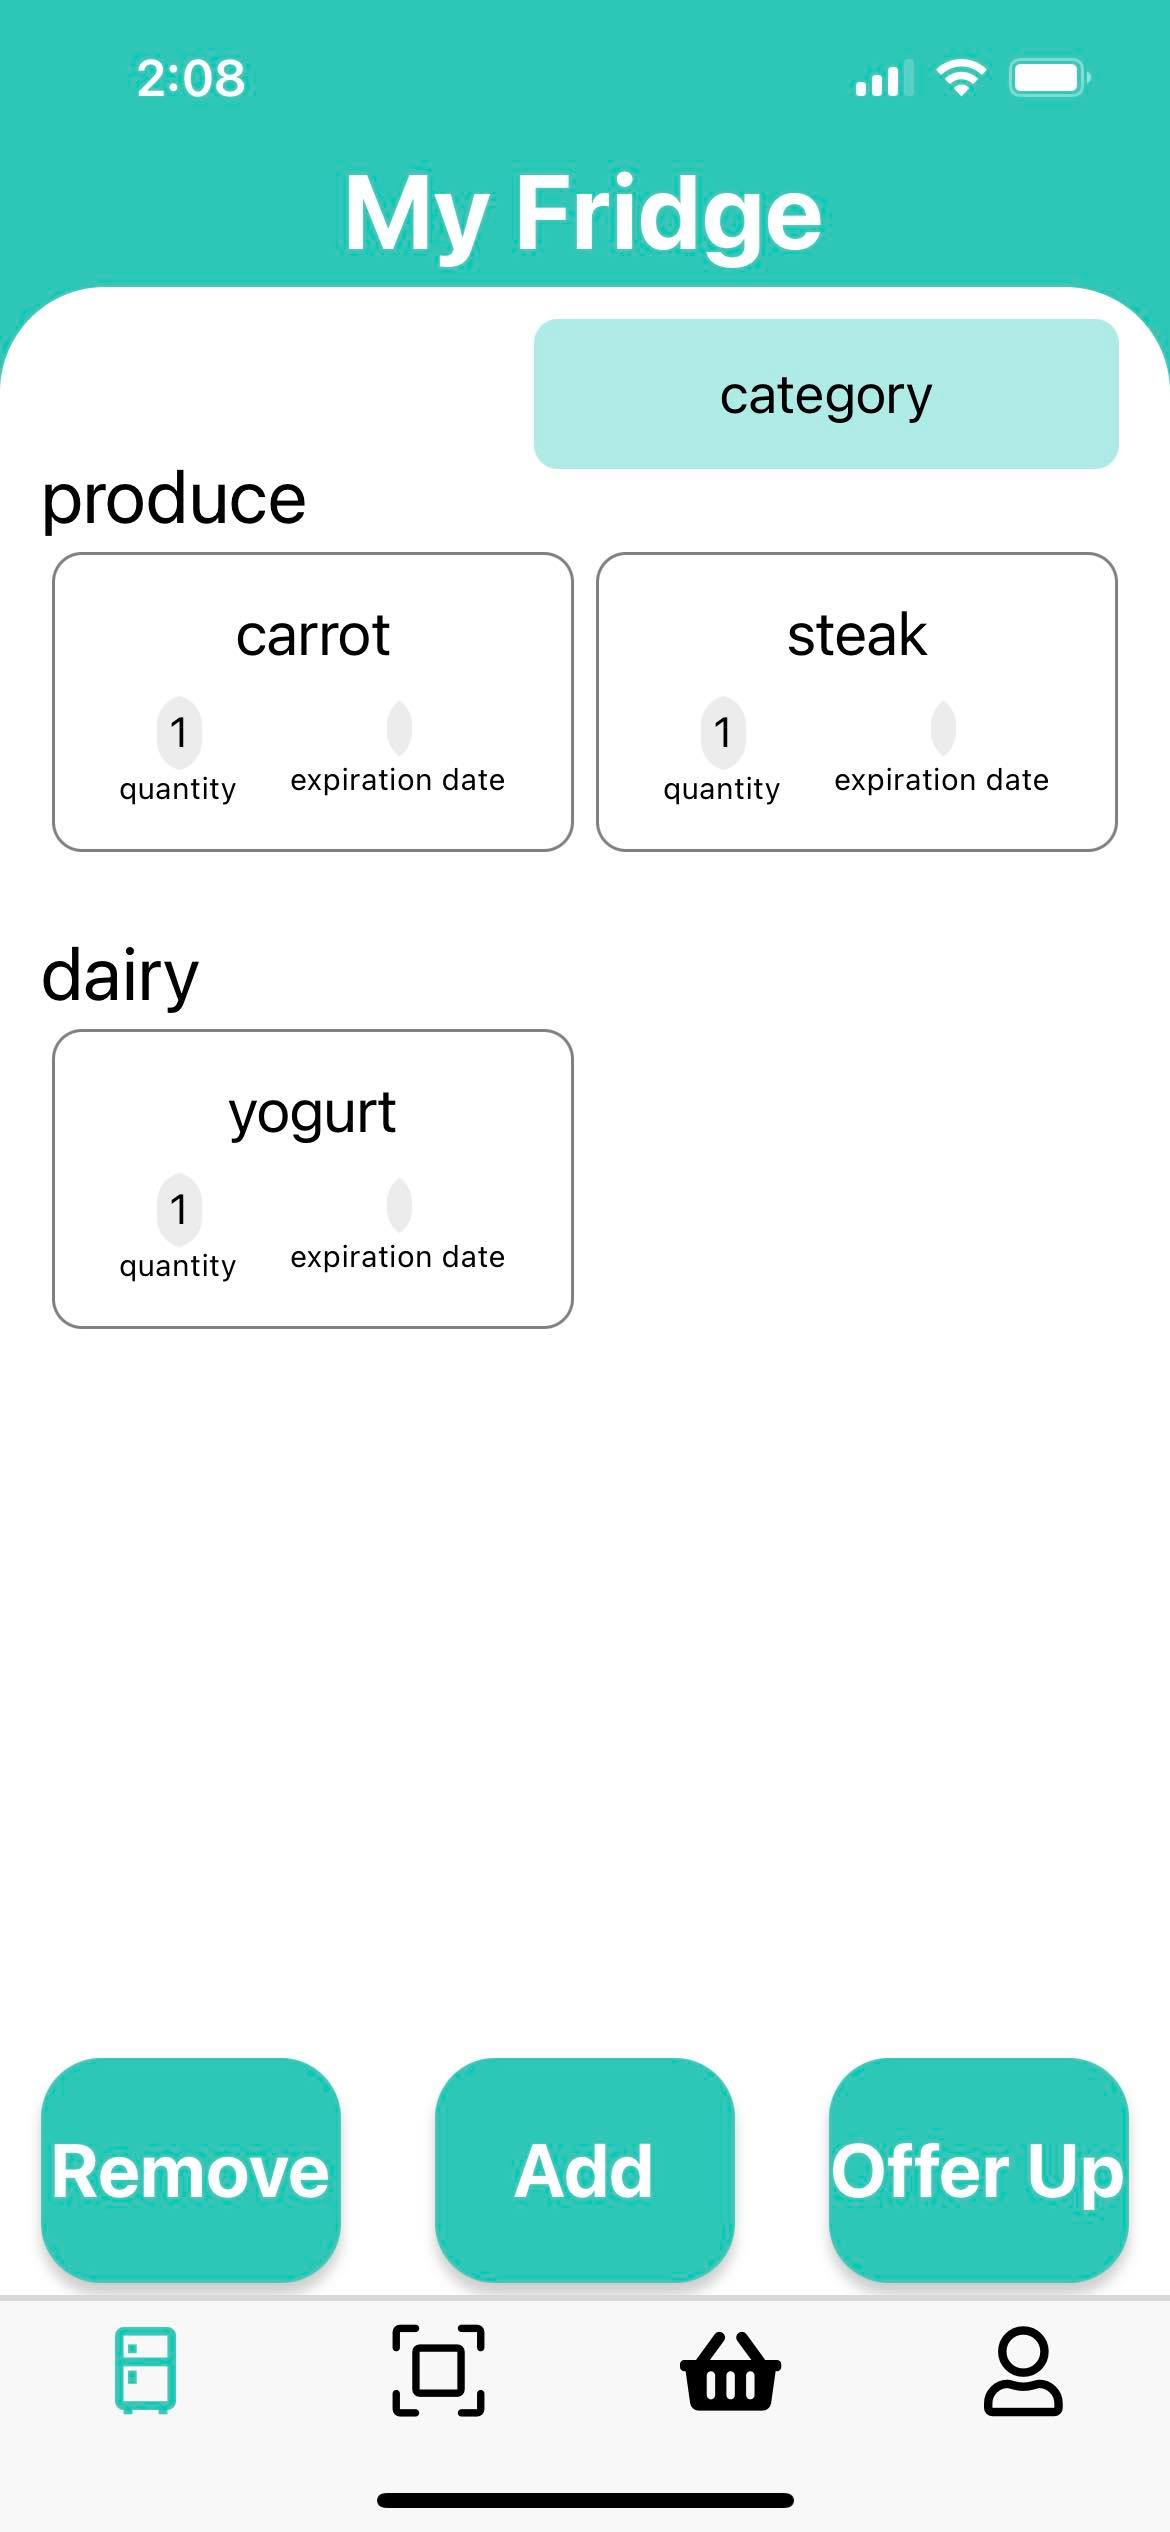 2:08
My Fridge
category
produce
carrot
1
quantity
expiration date
steak
1
quantity
expiration date
dairy
yogurt
1
quantity
expiration date
Remove
Add
Offer Up